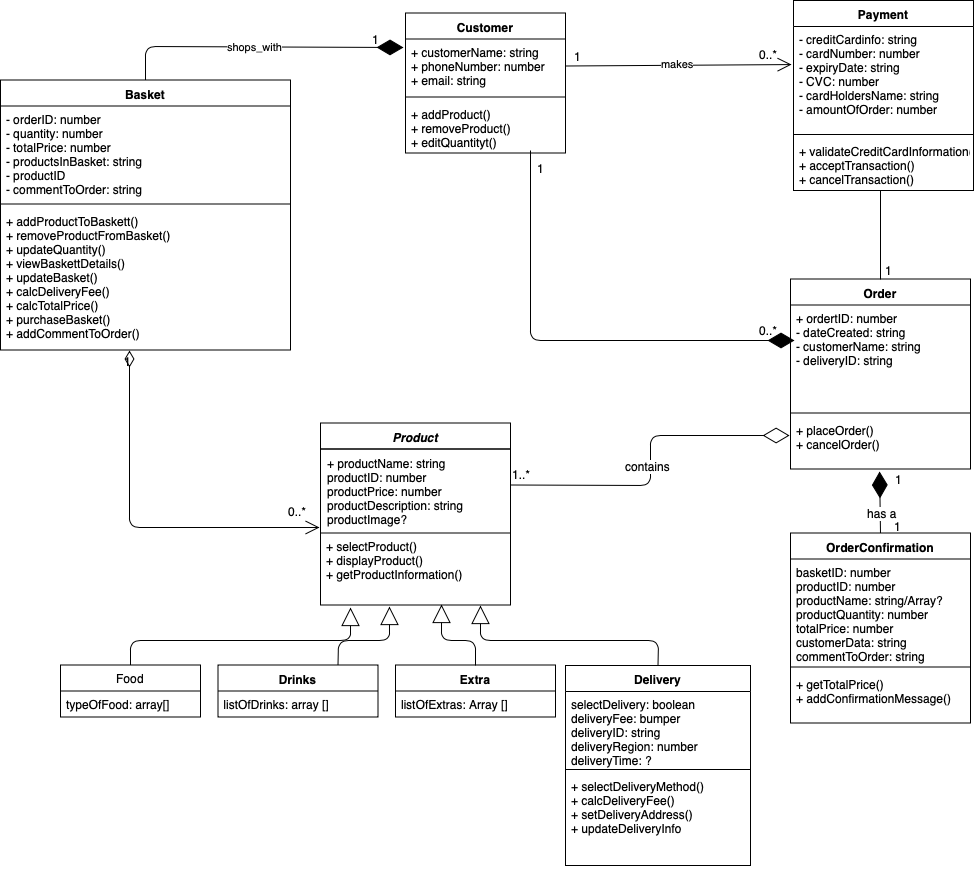 Customer
+ customerName: string
+ phoneNumber: number
+ email: string
+ addProduct()
+ removeProduct()
+ editQuantityt()
Payment
- creditCardinfo: string
- cardNumber: number
- expiryDate: string
- CVC: number
- cardHoldersName: string
- amountOfOrder: number
+ validateCreditCardInformation
+ acceptTransaction()
+ cancelTransaction()
shops_with
1
1
makes
0..*
1
0..*
1
Basket
- orderID: number
- quantity: number
- totalPrice: number
- productsInBasket: string
- productID
- commentToOrder: string
+ addProductToBaskett()
+ removeProductFromBasket()
+ updateQuantity()
+ viewBaskettDetails()
+ updateBasket()
+ calcDeliveryFee()
+ calcTotalPrice()
+ purchaseBasket()
+ addCommentToOrder()
1
0..*
Order
+ ordertID: number
- dateCreated: string
- customerName: string
- deliveryID: string
+ placeOrder()
+ cancelOrder()
Product
+ productName: string
productID: number
productPrice: number
productDescription: string
productImage?
+ selectProduct()
+ displayProduct()
+ getProductInformation()
1..*
contains
1
has a
1
OrderConfirmation
basketID: number
productID: number
productName: string/Array?
productQuantity: number
totalPrice: number
customerData: string
commentToOrder: string
+ getTotalPrice()
+ addConfirmationMessage()
Food
typeOfFood: array[]
Drinks
listOfDrinks: array []
Extra
listOfExtras: Array []
Delivery
selectDelivery: boolean
deliveryFee: bumper
deliveryID: string
deliveryRegion: number
deliveryTime: ?
+ selectDeliveryMethod()
+ calcDeliveryFee()
+ setDeliveryAddress()
+ updateDeliveryInfo